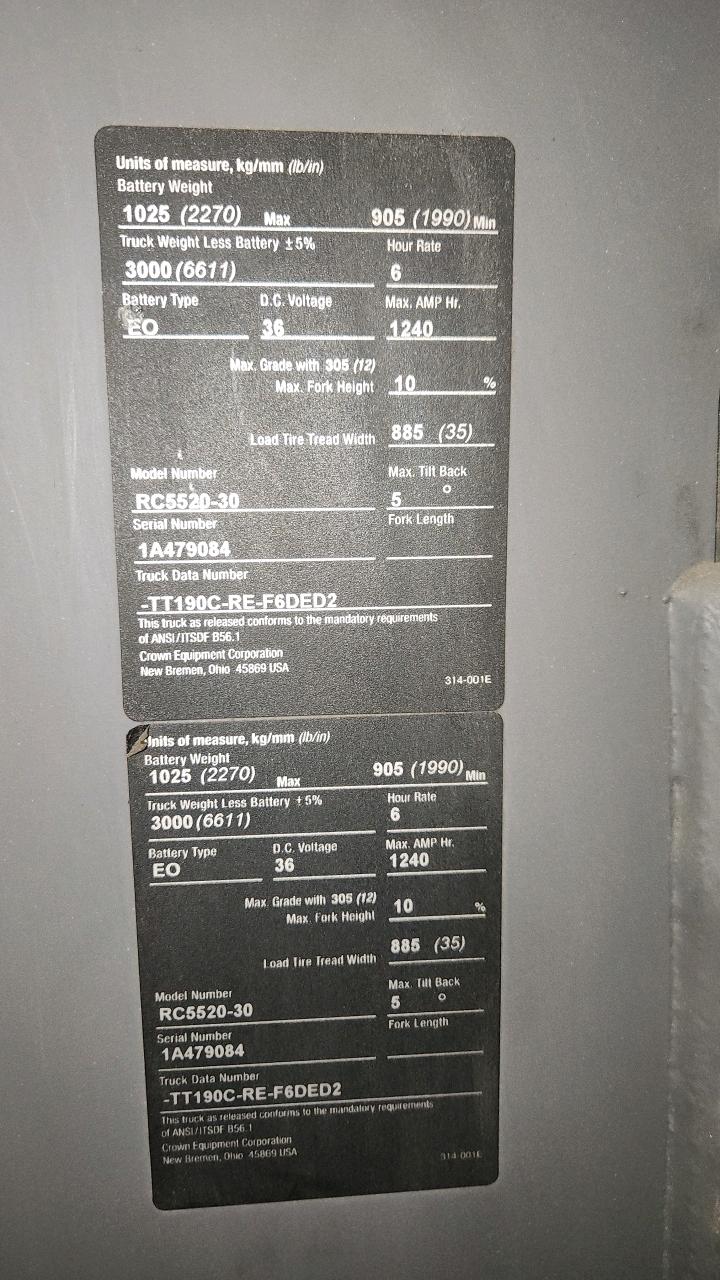 Units of measure, kg/mm (lb/in)
Battery Weight
1025 (2270) Max 905 (1990) Min
Truck Weight Less Battery ±5% Hour Rate
3000 (6611) 6
Battery Type D.C. Voltage Max. AMP Hr.
EO 36 1240
Max. Grade with 305 (12)
Max. Fork Height 10 %
Load Tire Tread Width 885 (35)
Model Number Max. Tilt Back
RC5520-30 5 °
Serial Number Fork Length
1A479084
Truck Data Number
-TT190C-RE-F6DED2
This truck as released conforms to the mandatory requirements
of ANSI/ITSDF B56.1
Crown Equipment Corporation
New Bremen, Ohio 45869 USA
314-001E
Units of measure, kg/mm (lb/in)
Battery Weight
1025 (2270) Max 905 (1990) Min
Truck Weight Less Battery ±5% Hour Rate
3000 (6611) 6
Battery Type D.C. Voltage Max. AMP Hr.
EO 36 1240
Max. Grade with 305 (12)
Max. Fork Height 10 %
Load Tire Tread Width 885 (35)
Model Number Max. Tilt Back
RC5520-30 5 °
Serial Number Fork Length
1A479084
Truck Data Number
-TT190C-RE-F6DED2
This truck as released conforms to the mandatory requirements
of ANSI/ITSDF B56.1
Crown Equipment Corporation
New Bremen, Ohio 45869 USA
314-001E